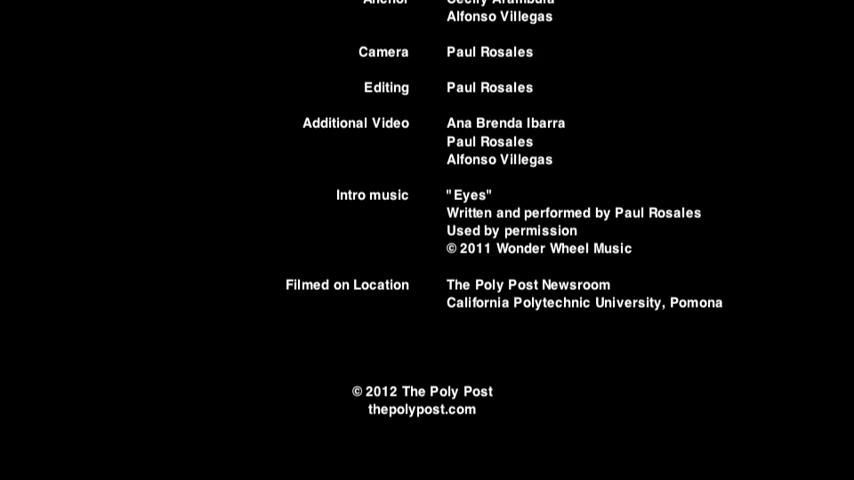 Alfonso Villegas
Camera Paul Rosales
Editing Paul Rosales
Additional Video Ana Brenda Ibarra
Paul Rosales
Alfonso Villegas
Intro music "Eyes"
Written and performed by Paul Rosales
Used by permission
© 2011 Wonder Wheel Music
Filmed on Location The Poly Post Newsroom
California Polytechnic University, Pomona
© 2012 The Poly Post
thepolypost.com